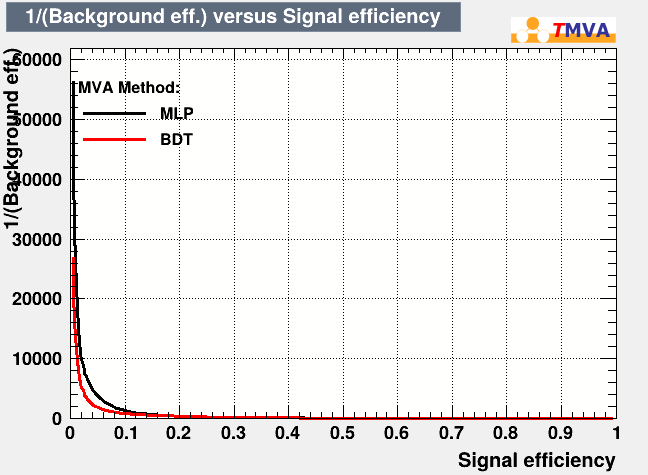 1/(Background eff.) versus Signal efficiency
TMVA
1/(Background eff.)
MVA Method:
MLP
BDT
60000
50000
40000
30000
20000
10000
0
0 0.1 0.2 0.3 0.4 0.5 0.6 0.7 0.8 0.9 1
Signal efficiency